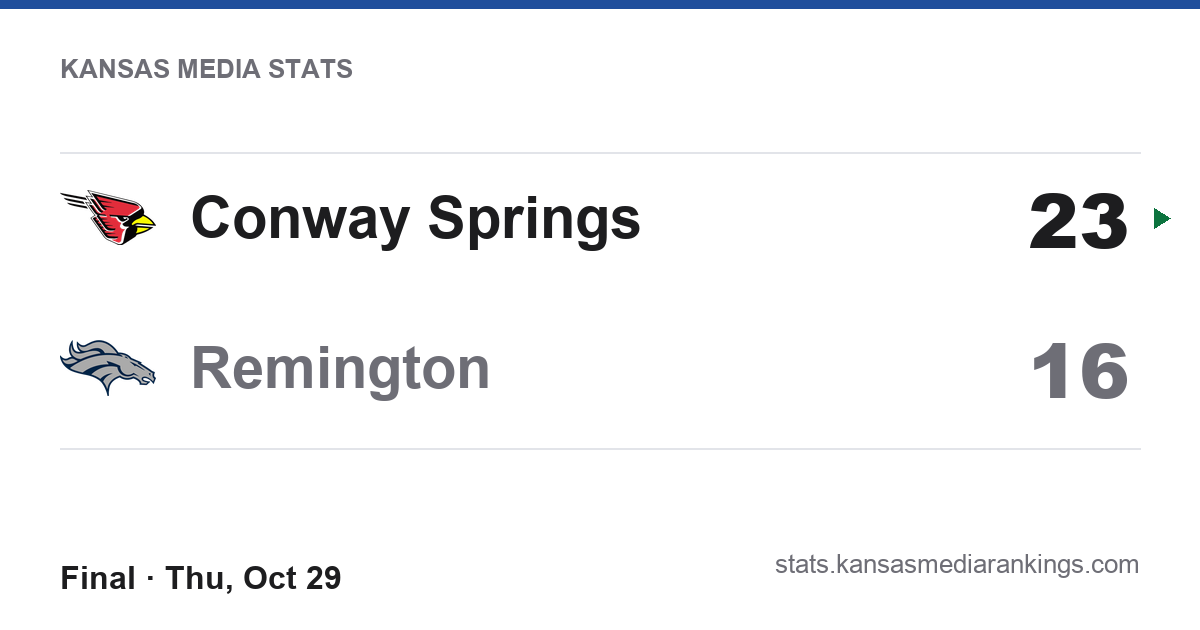 KANSAS MEDIA STATS
Conway Springs 23
Remington 16
Final · Thu, Oct 29
stats.kansasmediarankings.com